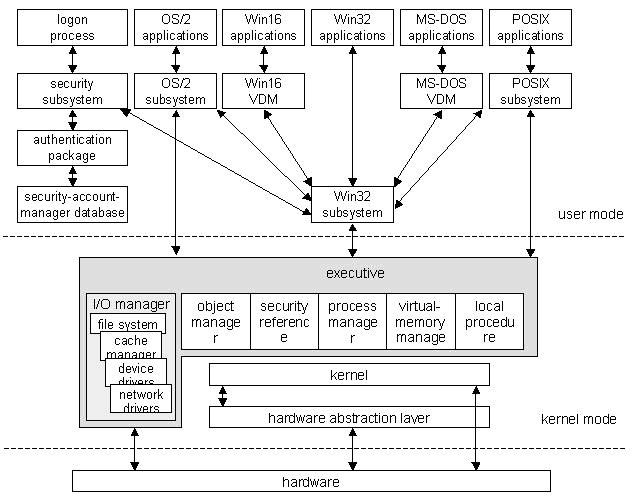 logon
process
OS/2
applications
Win16
applications
Win32
applications
MS-DOS
applications
POSIX
applications
security
subsystem
OS/2
subsystem
Win16
VDM
MS-DOS
VDM
POSIX
subsystem
authentication
package
security-account-
manager database
Win32
subsystem
user mode
executive
I/O manager
file system
cache
manager
device
drivers
network
drivers
object
manage
r
security
referenc
e
process
manage
r
virtual-
memory
manage
local
procedu
re
kernel
hardware abstraction layer
kernel mode
hardware